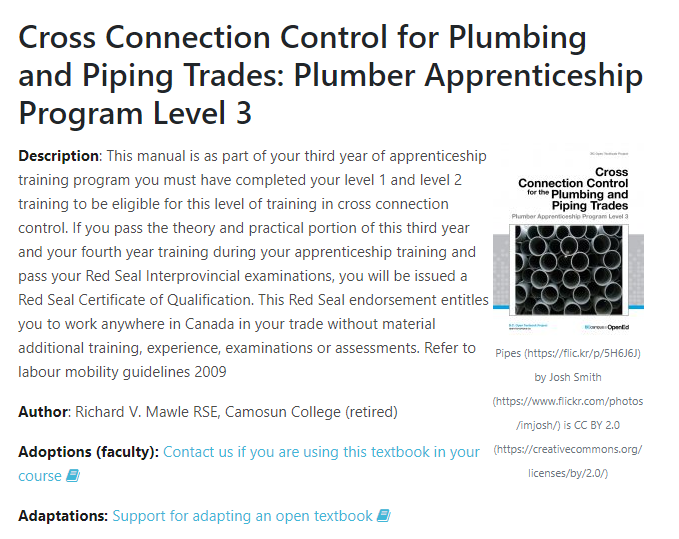 Cross Connection Control for Plumbing
and Piping Trades: Plumber Apprenticeship
Program Level 3
Description: This manual is as part of your third year of apprenticeship
training program you must have completed your level 1 and level 2
training to be eligible for this level of training in cross connection
control. If you pass the theory and practical portion of this third year
and your fourth year training during your apprenticeship training and
pass your Red Seal Interprovincial examinations, you will be issued a
Red Seal Certificate of Qualification. This Red Seal endorsement entitles
you to work anywhere in Canada in your trade without material
additional training, experience, examinations or assessments. Refer to
labour mobility guidelines 2009
Author: Richard V. Mawle RSE, Camosun College (retired)
Adoptions (faculty): Contact us if you are using this textbook in your
course
Adaptations: Support for adapting an open textbook
Cross
Connection Control
for the Plumbing and
Piping Trades
Plumber Apprenticeship Program Level 3
BCcampus OpenEd
Pipes (https://flic.kr/p/5H6J6J)
by Josh Smith
(https://www.flickr.com/photos
/imjosh/) is CC BY 2.0
(https://creativecommons.org/
licenses/by/2.0/)